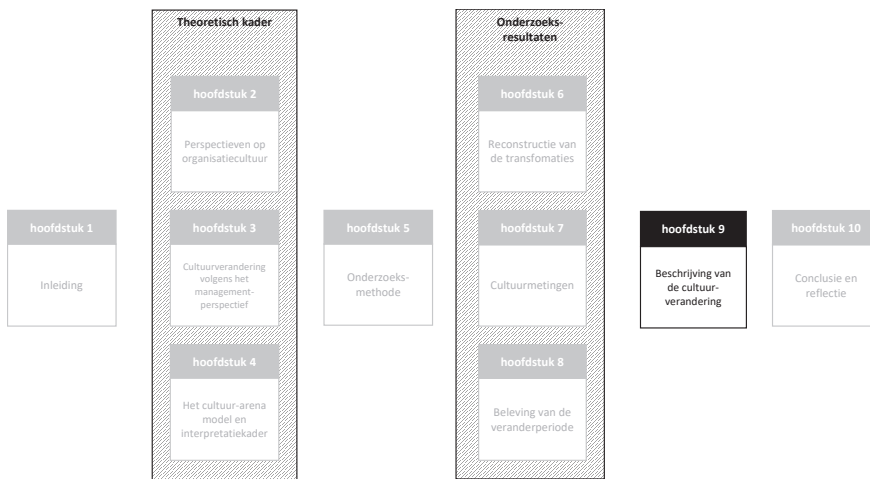 Theoretisch kader
hoofdstuk 2
Perspectieven op
organisatiecultuur
hoofdstuk 3
Cultuurverandering
volgens het
management-
perspectief
hoofdstuk 4
Het cultuur-arena
model en
interpretatiekader
hoofdstuk 1
Inleiding
hoofdstuk 5
Onderzoeks-
methode
Onderzoeks-
resultaten
hoofdstuk 6
Reconstructie van
de transfomaties
hoofdstuk 7
Cultuurmetingen
hoofdstuk 8
Beleving van de
veranderperiode
hoofdstuk 9
Beschrijving van
de cultuur-
verandering
hoofdstuk 10
Conclusie en
reflectie